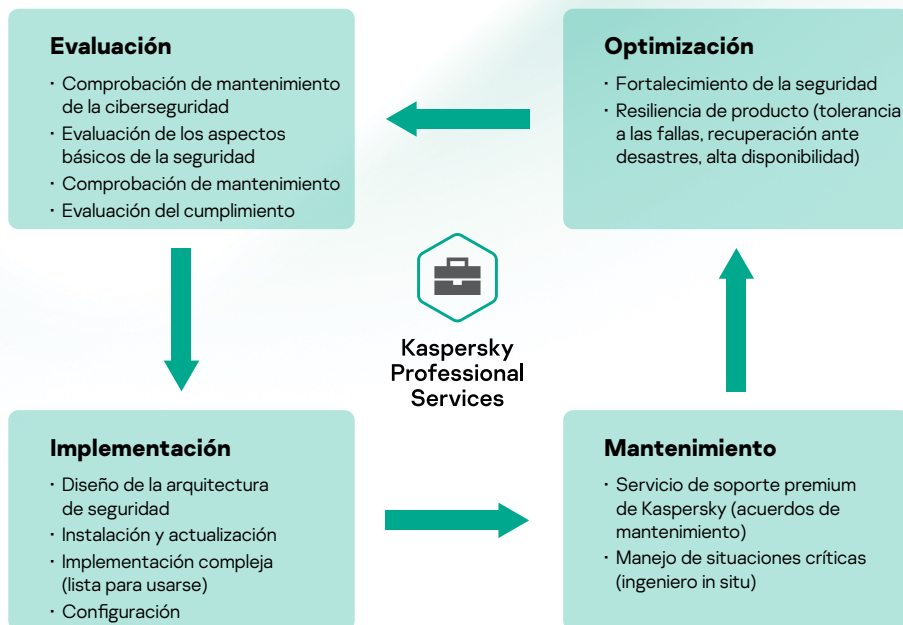 Evaluación
· Comprobación de mantenimiento
de la ciberseguridad
· Evaluación de los aspectos
básicos de la seguridad
· Comprobación de mantenimiento
· Evaluación del cumplimiento
Optimización
· Fortalecimiento de la seguridad
· Resiliencia de producto (tolerancia
a las fallas, recuperación ante
desastres, alta disponibilidad)
Kaspersky
Professional
Services
Implementación
· Diseño de la arquitectura
de seguridad
· Instalación y actualización
· Implementación compleja
(lista para usarse)
· Configuración
Mantenimiento
· Servicio de soporte premium
de Kaspersky (acuerdos de
mantenimiento)
· Manejo de situaciones críticas
(ingeniero in situ)